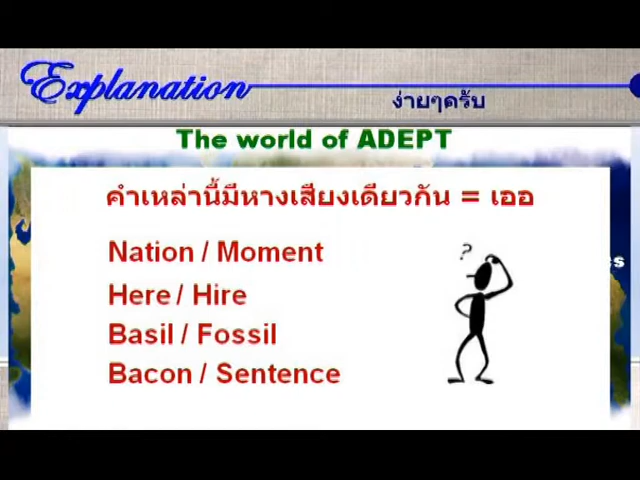 Explanation
ง่ายๆครับ
The world of ADEPT
คำเหล่านี้มีหางเสียงเดียวกัน = เออ
Nation / Moment
?
Here / Hire
Basil / Fossil
Bacon / Sentence